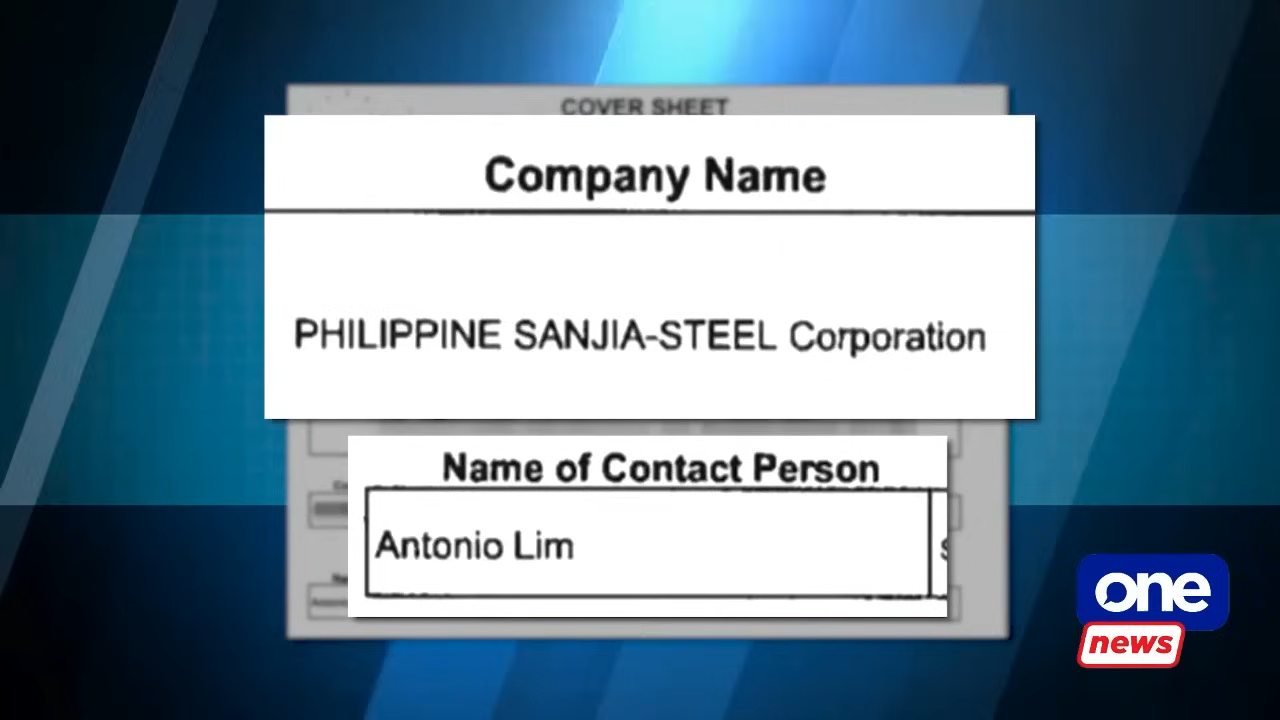 COVER SHEET
Company Name
PHILIPPINE SANJIA-STEEL Corporation
Name of Contact Person
Antonio Lim
one
news